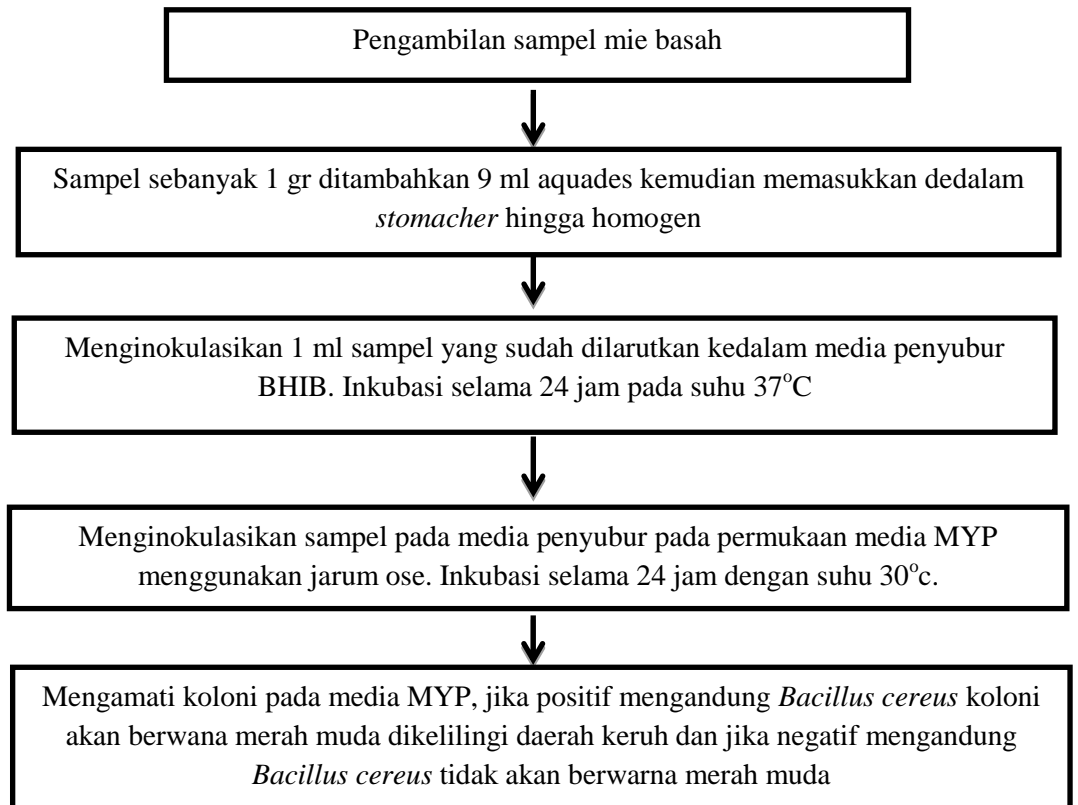 Pengambilan sampel mie basah
Sampel sebanyak 1 gr ditambahkan 9 ml aquades kemudian memasukkan dedalam
stomacher hingga homogen
Menginokulasikan 1 ml sampel yang sudah dilarutkan kedalam media penyubur
BHIB. Inkubasi selama 24 jam pada suhu 37°C
Menginokulasikan sampel pada media penyubur pada permukaan media MYP
menggunakan jarum ose. Inkubasi selama 24 jam dengan suhu 30°c.
Mengamati koloni pada media MYP, jika positif mengandung Bacillus cereus koloni
akan berwana merah muda dikelilingi daerah keruh dan jika negatif mengandung
Bacillus cereus tidak akan berwarna merah muda